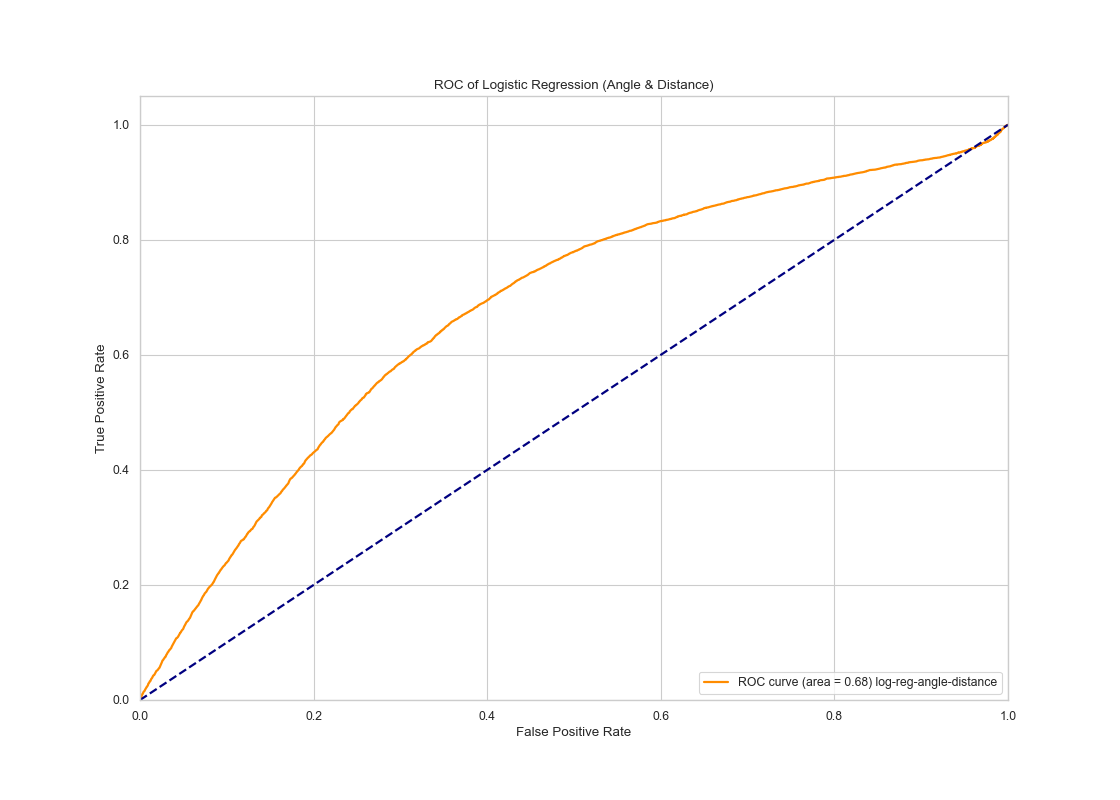 ROC of Logistic Regression (Angle & Distance)
True Positive Rate
1.0
0.8
0.6
0.4
0.2
0.0
0.0 0.2 0.4 0.6 0.8 1.0
False Positive Rate
ROC curve (area = 0.68) log-reg-angle-distance